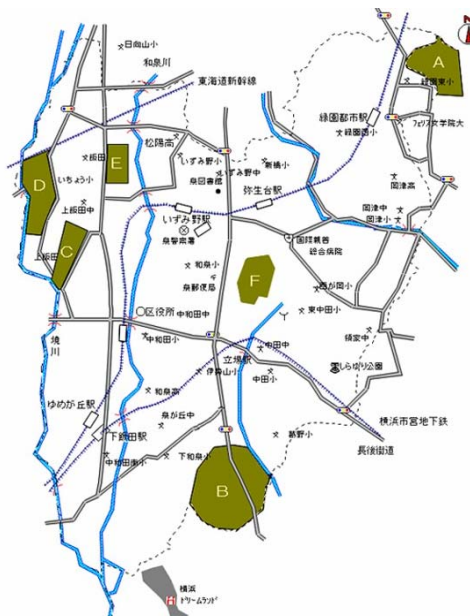 日向山小
和泉川
N
A
東海道新幹線
緑園東小
緑園都市駅
フェリス女学院大
緑園西小
松陽高
いずみ野小
飯田
E
いずみ野中
新橋小
泉図書館
D
いちょう小
弥生台駅
岡津高
岡津中
岡津小
上飯田中
いずみ野駅
泉警察署
国際親善
総合病院
上飯田
C
和泉小
西が岡小
F
泉郵便局
東中田小
区役所
中和田中
境川
中和田小
立場駅
中田中
領家中
伊勢山小
中田小
しらゆり公園
和泉高
ゆめが丘駅
泉が丘中
横浜市営地下鉄
下飯田駅
葛野小
長後街道
中和田南小
下和泉小
B
横浜
ドリームランド